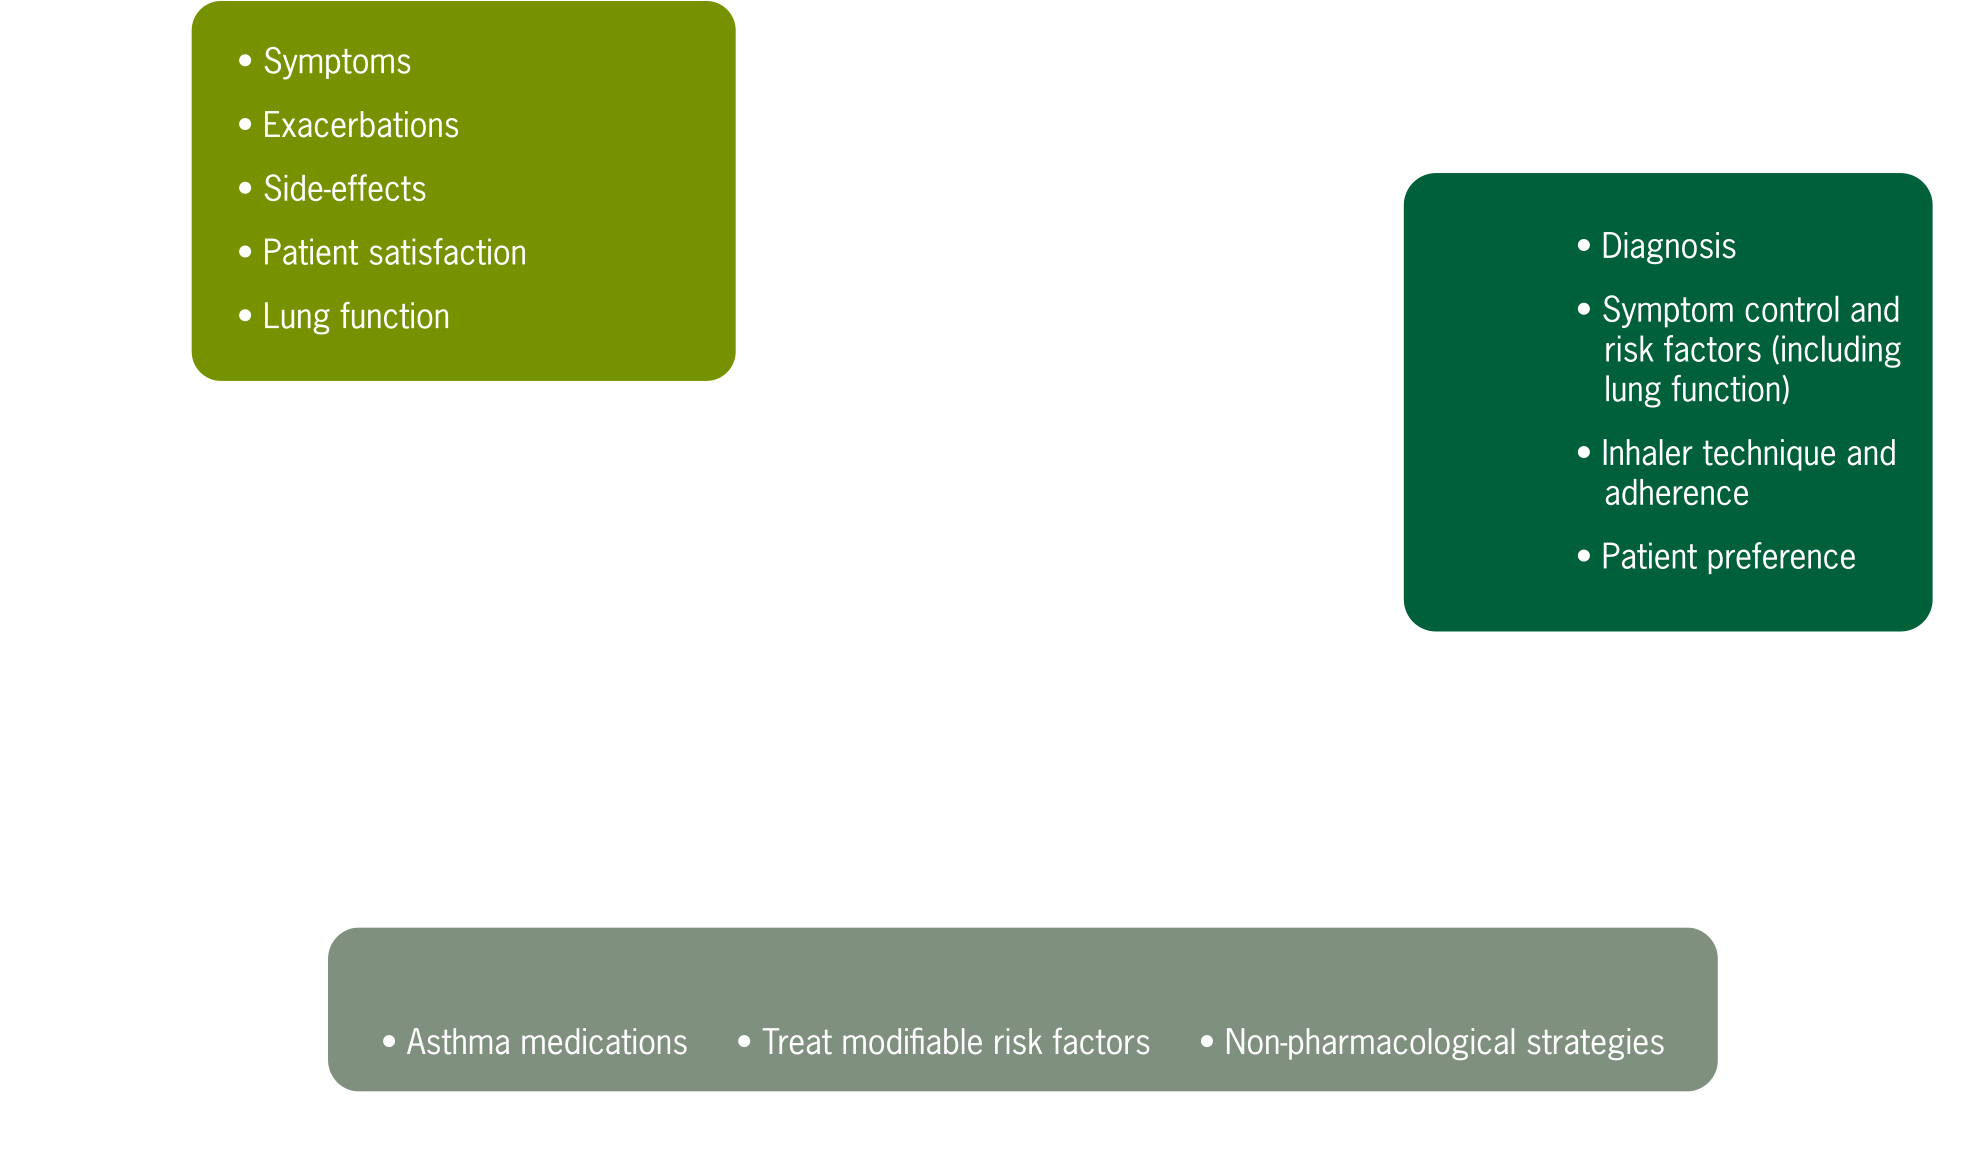 • Symptoms
• Exacerbations
• Side-effects
• Patient satisfaction
• Lung function
• Diagnosis
• Symptom control and
risk factors (including
lung function)
• Inhaler technique and
adherence
• Patient preference
• Asthma medications • Treat modifiable risk factors • Non-pharmacological strategies